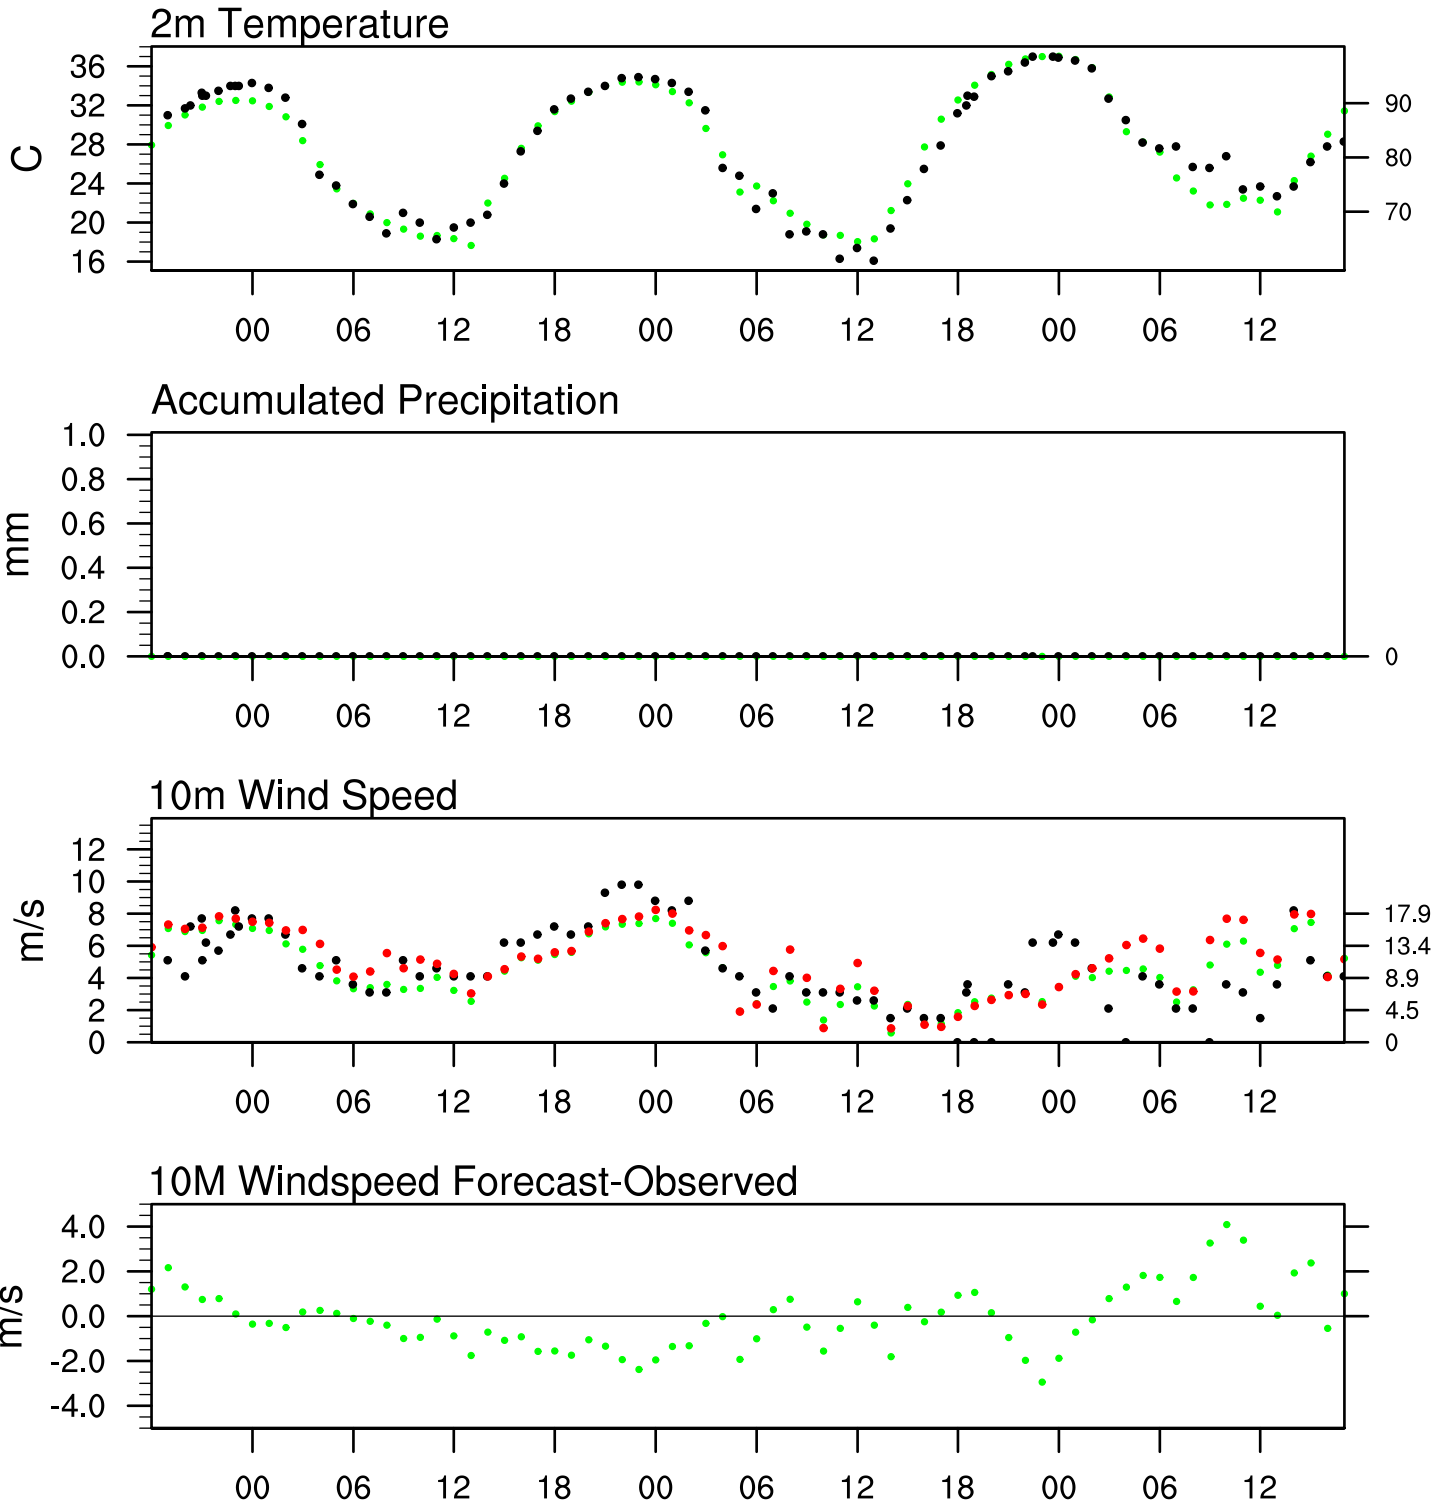 2m Temperature
36
32
28
24
20
16
C
90
80
70
00 06 12 18 00 06 12 18 00 06 12
Accumulated Precipitation
1.0
0.8
0.6
0.4
0.2
0.0
mm
0
00 06 12 18 00 06 12 18 00 06 12
10m Wind Speed
12
10
8
6
4
2
0
m/s
17.9
13.4
8.9
4.5
0
00 06 12 18 00 06 12 18 00 06 12
10M Windspeed Forecast-Observed
4.0
2.0
0.0
-2.0
-4.0
m/s
00 06 12 18 00 06 12 18 00 06 12